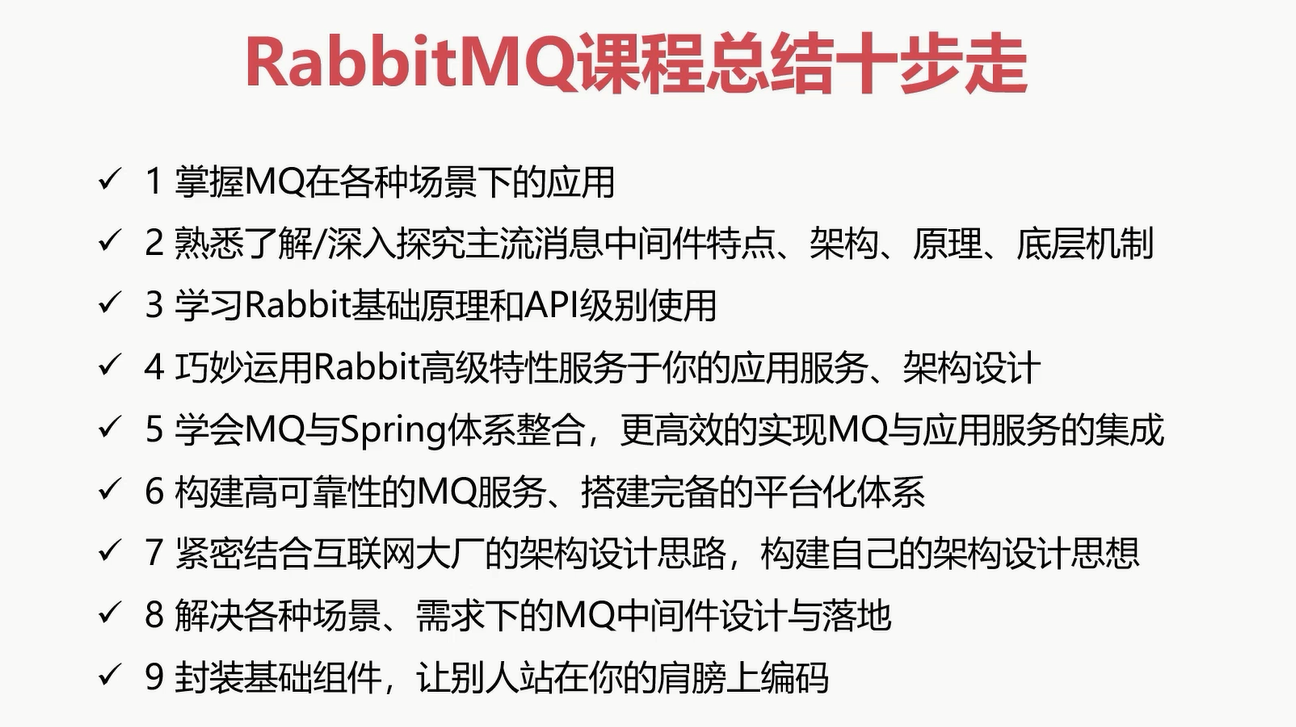 RabbitMQ课程总结十步走
✓ 1 掌握MQ在各种场景下的应用
✓ 2 熟悉了解/深入探究主流消息中间件特点、架构、原理、底层机制
✓ 3 学习Rabbit基础原理和API级别使用
✓ 4 巧妙运用Rabbit高级特性服务于你的应用服务、架构设计
✓ 5 学会MQ与Spring体系整合，更高效的实现MQ与应用服务的集成
✓ 6 构建高可靠性的MQ服务、搭建完备的平台化体系
✓ 7 紧密结合互联网大厂的架构设计思路，构建自己的架构设计思想
✓ 8 解决各种场景、需求下的MQ中间件设计与落地
✓ 9 封装基础组件，让别人站在你的肩膀上编码